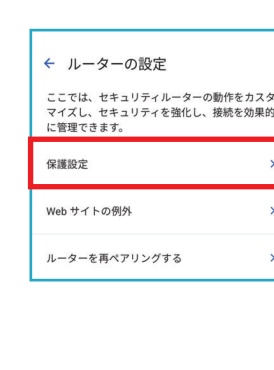 ← ルーターの設定
ここでは、セキュリティルーターの動作をカスタ
マイズし、セキュリティを強化し、接続を効果的
に管理できます。
保護設定
Web サイトの例外
ルーターを再ペアリングする